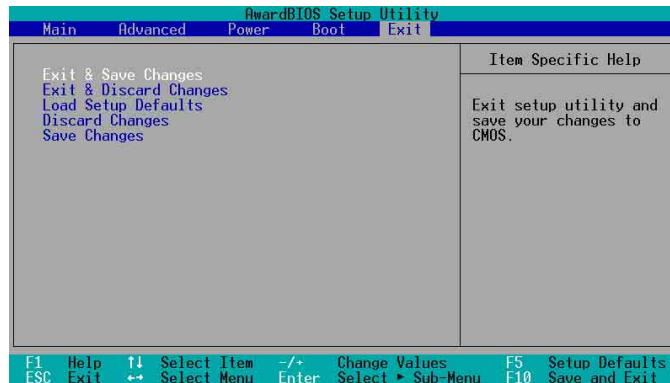 AwardBIOS Setup Utility
Main Advanced Power Boot Exit
Item Specific Help
Exit & Save Changes
Exit & Discard Changes
Load Setup Defaults
Discard Changes
Save Changes
Exit setup utility and
save your changes to
CMOS.
F1 Help ↑↓ Select Item -/+ Change Values F5 Setup Defaults
ESC Exit ←→ Select Menu Enter Select ► Sub-Menu F10 Save and Exit